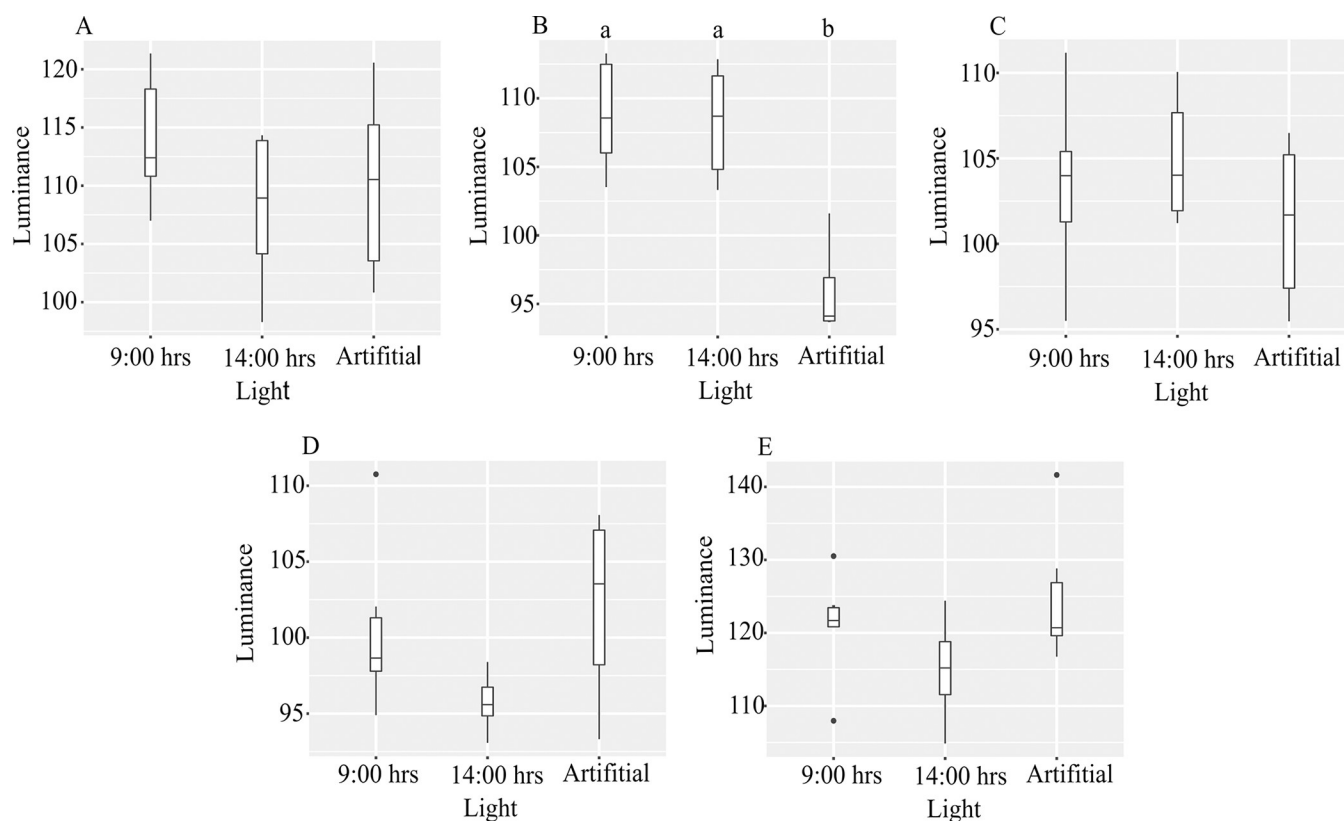 A
Luminance
120
115
110
105
100
9:00 hrs 14:00 hrs Artifitial
Light
B
a a b
Luminance
110
105
100
95
9:00 hrs 14:00 hrs Artifitial
Light
C
Luminance
110
105
100
95
9:00 hrs 14:00 hrs Artifitial
Light
D
Luminance
110
105
100
95
9:00 hrs 14:00 hrs Artifitial
Light
E
Luminance
140
130
120
110
9:00 hrs 14:00 hrs Artifitial
Light